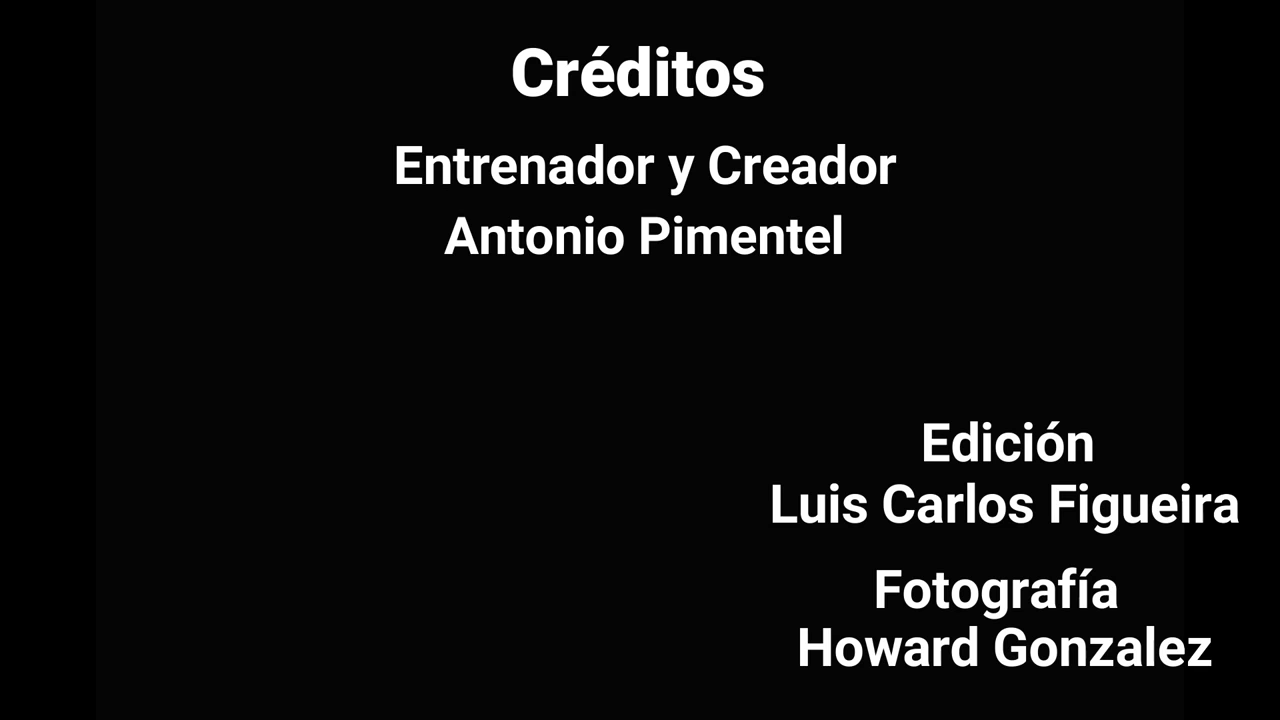 Créditos
Entrenador y Creador
Antonio Pimentel
Edición
Luis Carlos Figueira
Fotografía
Howard Gonzalez